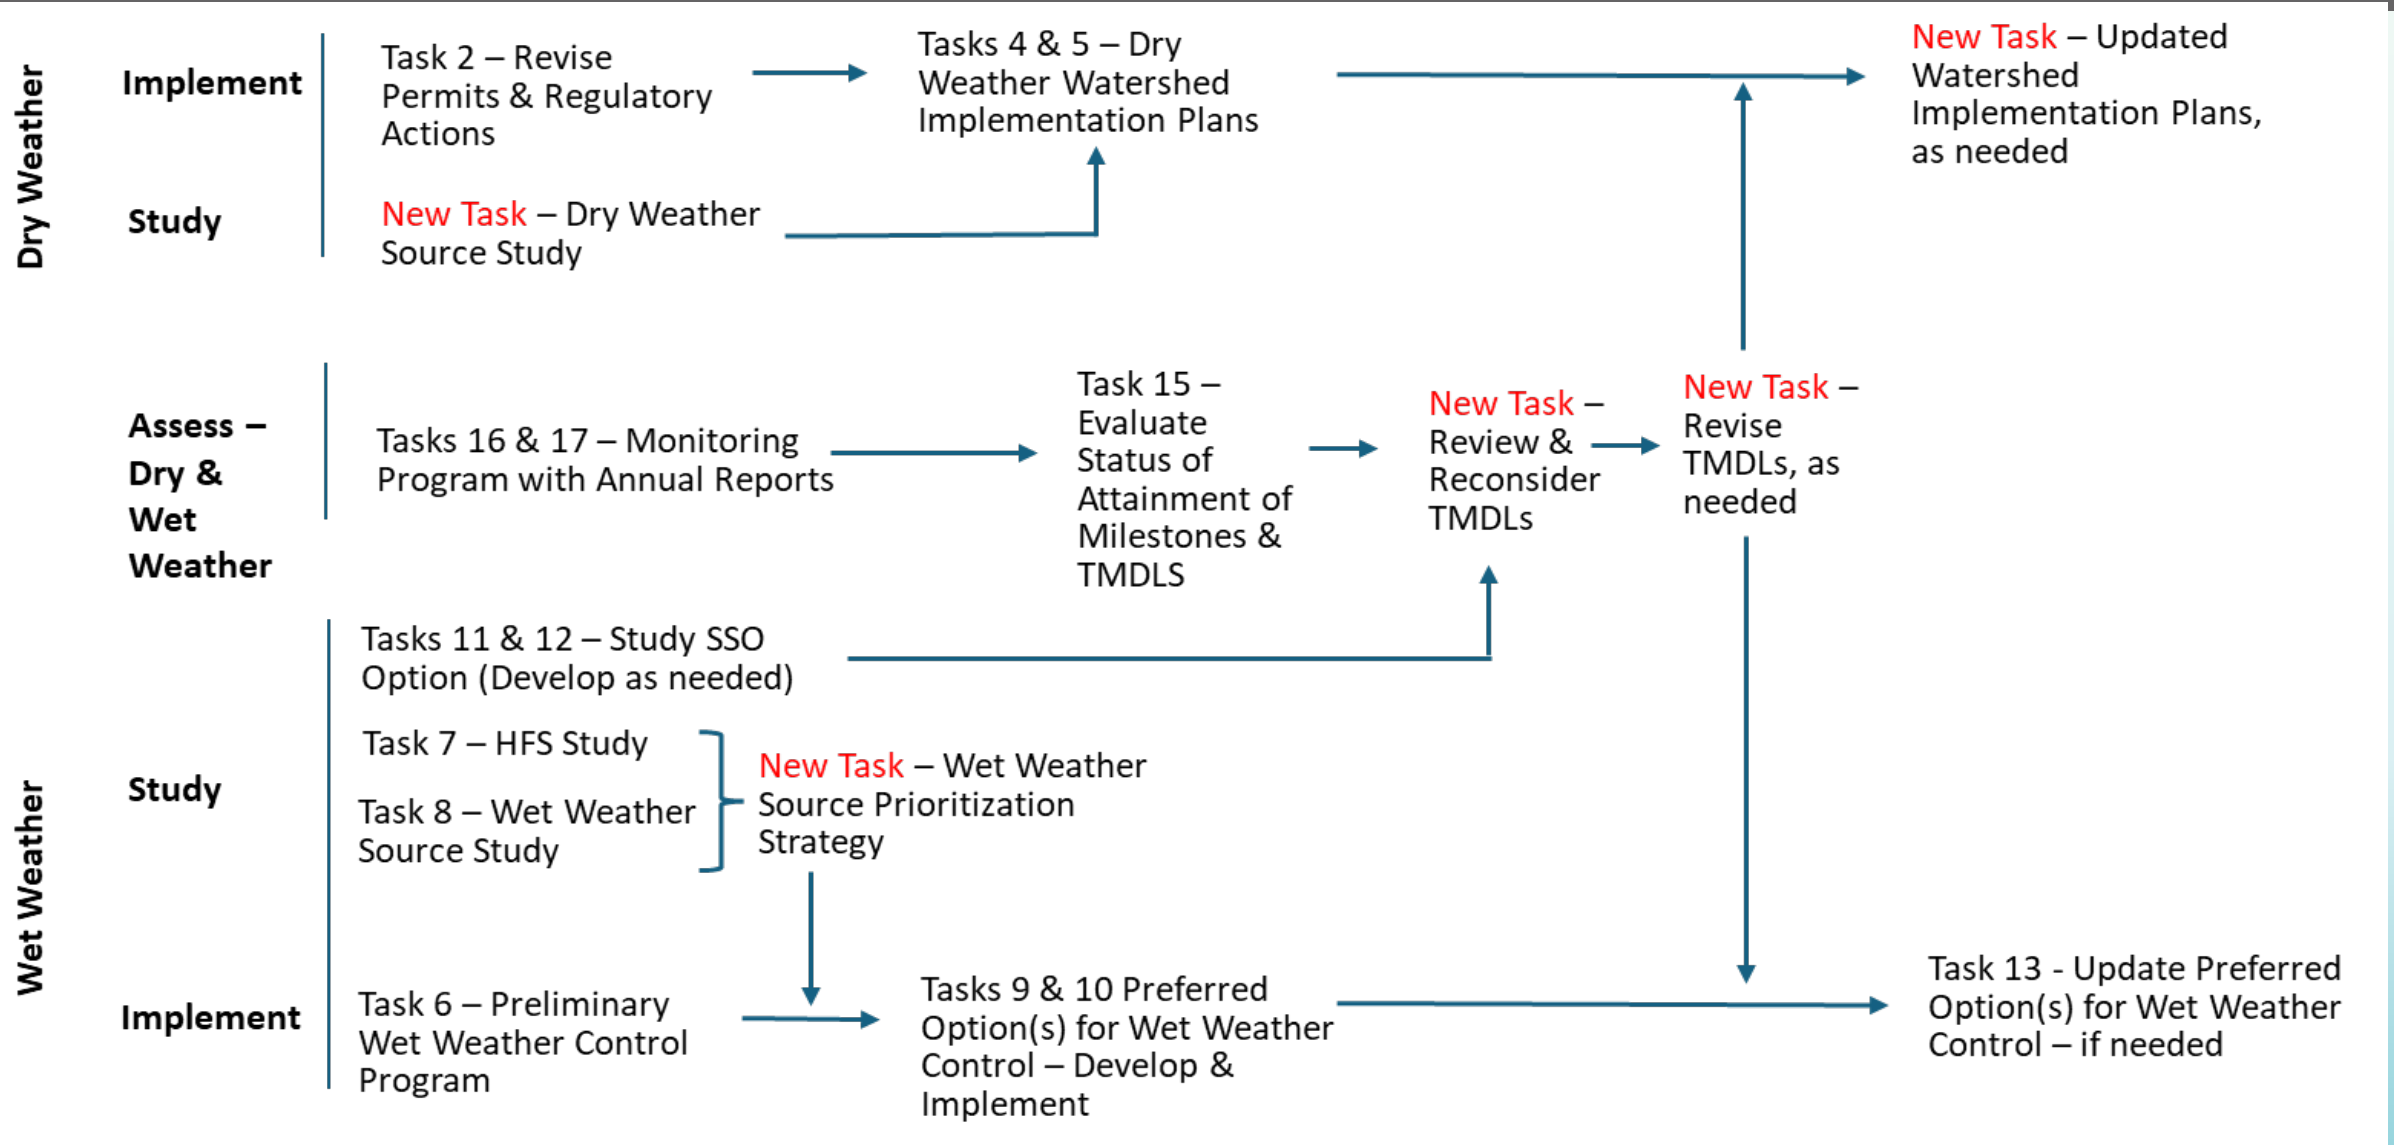 Dry Weather
Implement
Task 2 – Revise
Permits & Regulatory
Actions
Tasks 4 & 5 – Dry
Weather Watershed
Implementation Plans
New Task – Updated
Watershed
Implementation Plans,
as needed
Study
New Task – Dry Weather
Source Study
Assess –
Dry &
Wet
Weather
Tasks 16 & 17 – Monitoring
Program with Annual Reports
Task 15 –
Evaluate
Status of
Attainment of
Milestones &
TMDLS
New Task –
Review &
Reconsider
TMDLs
New Task –
Revise
TMDLs, as
needed
Wet Weather
Study
Tasks 11 & 12 – Study SSO
Option (Develop as needed)
Task 7 – HFS Study
Task 8 – Wet Weather
Source Study
New Task – Wet Weather
Source Prioritization
Strategy
Implement
Task 6 – Preliminary
Wet Weather Control
Program
Tasks 9 & 10 Preferred
Option(s) for Wet Weather
Control – Develop &
Implement
Task 13 - Update Preferred
Option(s) for Wet Weather
Control – if needed